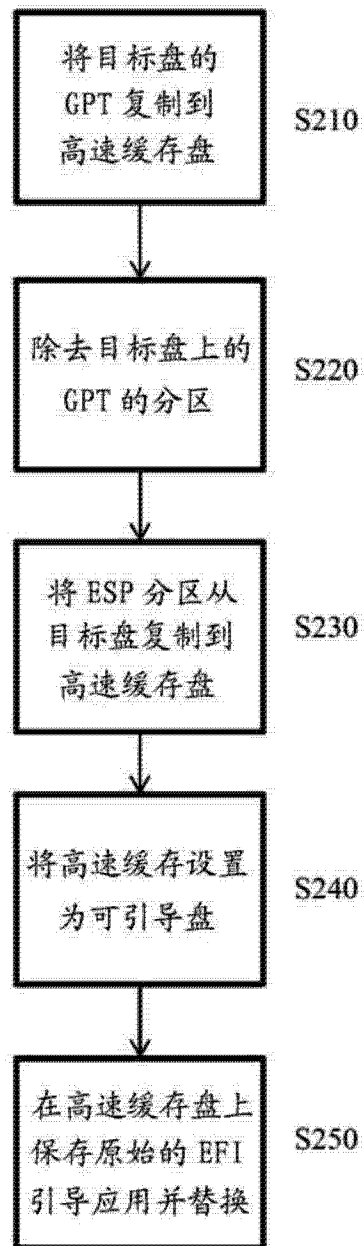 将目标盘的
GPT 复制到
高速缓存盘
S210
除去目标盘上的
GPT 的分区
S220
将 ESP 分区从
目标盘复制到
高速缓存盘
S230
将高速缓存设置
为可引导盘
S240
在高速缓存盘上
保存原始的 EFI
引导应用并替换
S250